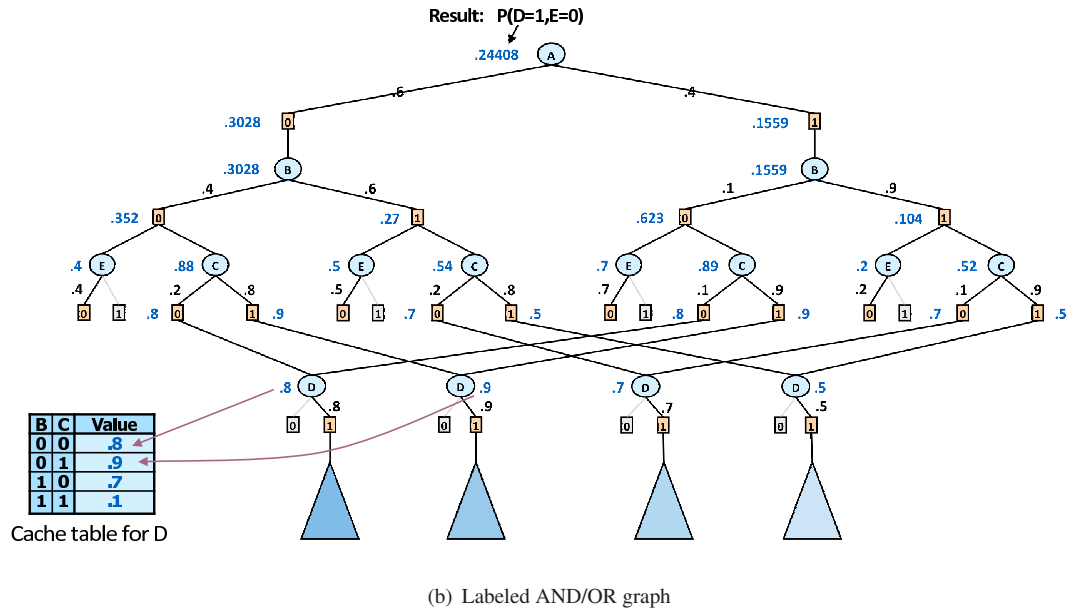 Result: P(D=1,E=0)
.24408 A
.6 .4
.3028 0 .1559 1
.3028 B .1559 B
.4 .6 .1 .9
.352 0 .27 1 .623 0 .104 1
.4 E .88 C .5 E .54 C .7 E .89 C .2 E .52 C
.4 .2 .8 .5 .2 .8 .7 .1 .9 .2 .1 .9
0 1 .8 0 1 .9 0 1 .7 0 1 .5 0 1 .8 0 1 .9 0 1 .7 0 1 .5
.8 D D .9 .7 D D .5
.8 .9 .7 .5
0 1 0 1 0 1 0 1
B C Value
0 0 .8
0 1 .9
1 0 .7
1 1 .1
Cache table for D
(b) Labeled AND/OR graph